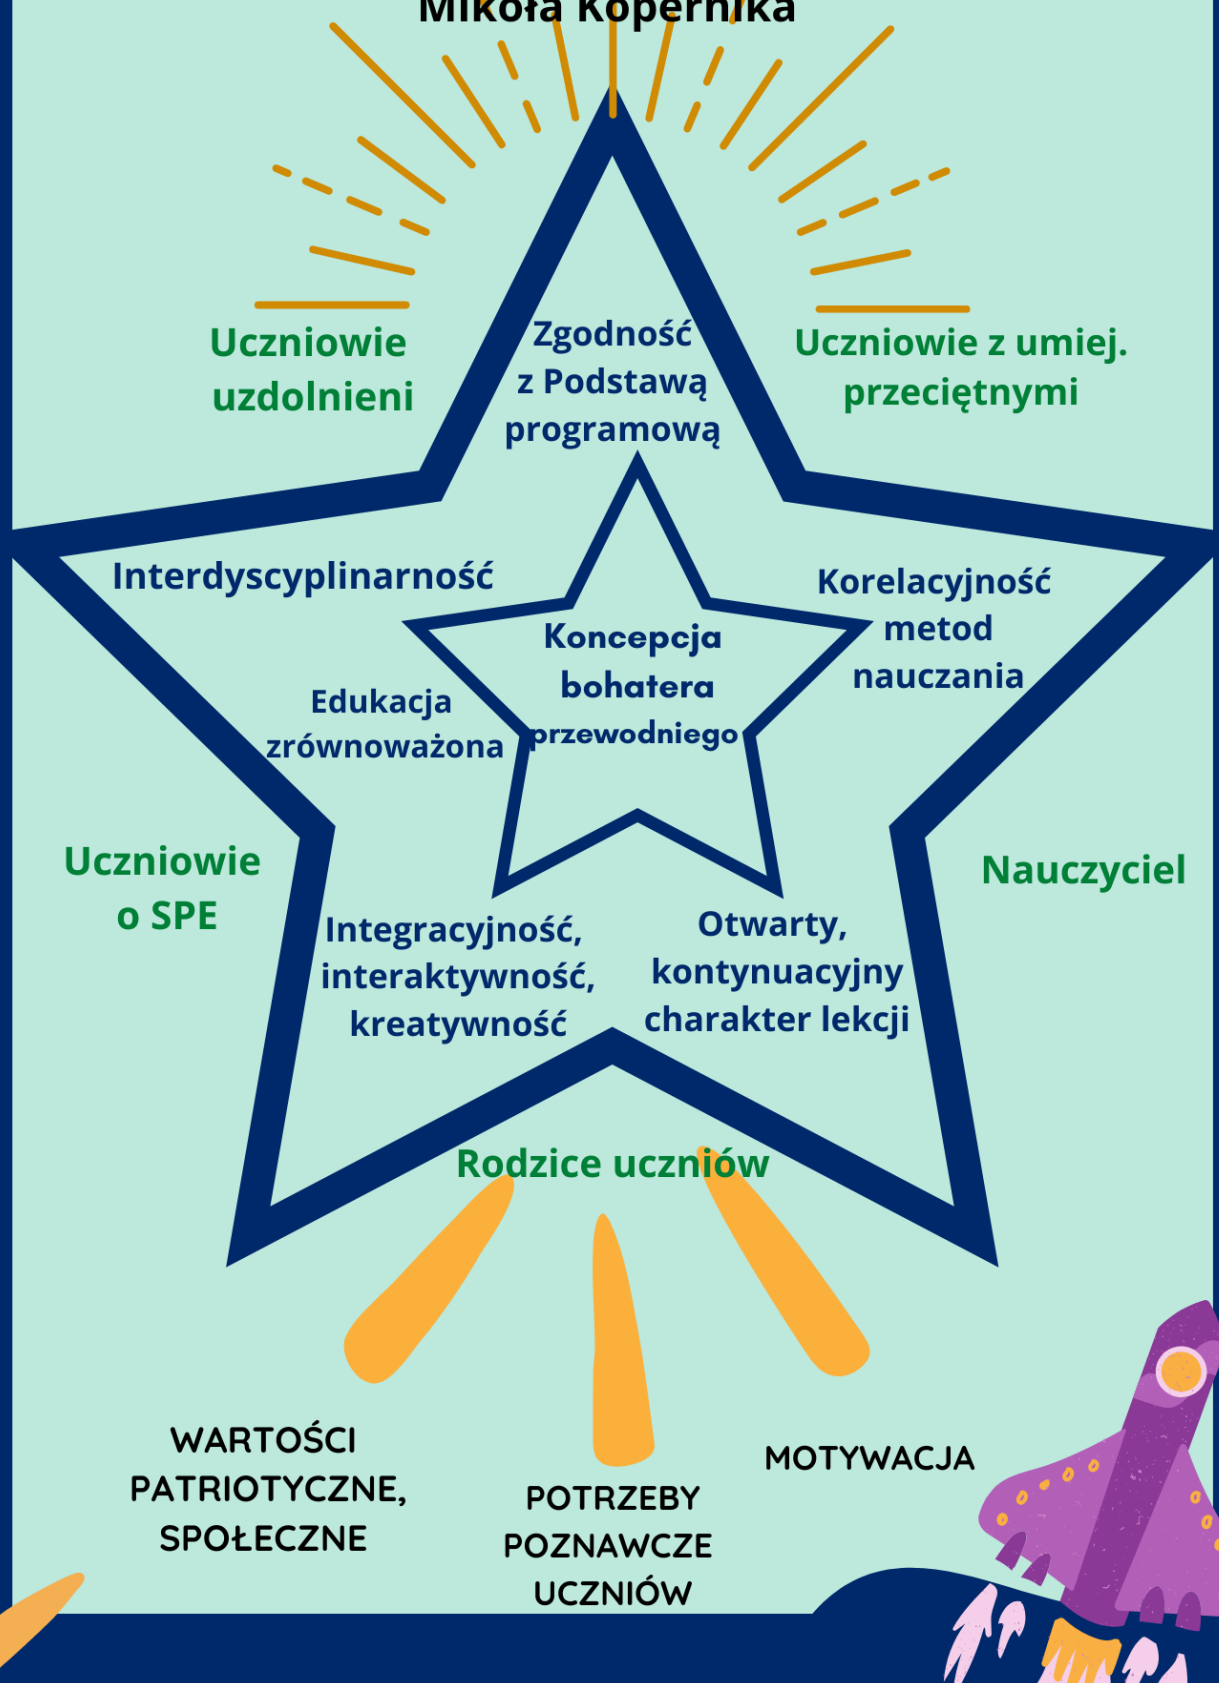 Mikoła Kopernika
Uczniowie
uzdolnieni
Zgodność
z Podstawą
programową
Uczniowie z umiej.
przeciętnymi
Interdyscyplinarność
Korelacyjność
metod
nauczania
Koncepcja
bohatera
przewodniego
Edukacja
zrównoważona
Uczniowie
o SPE
Nauczyciel
Integracyjność,
interaktywność,
kreatywność
Otwarty,
kontynuacyjny
charakter lekcji
Rodzice uczniów
WARTOŚCI
PATRIOTYCZNE,
SPOŁECZNE
POTRZEBY
POZNAWCZE
UCZNIÓW
MOTYWACJA